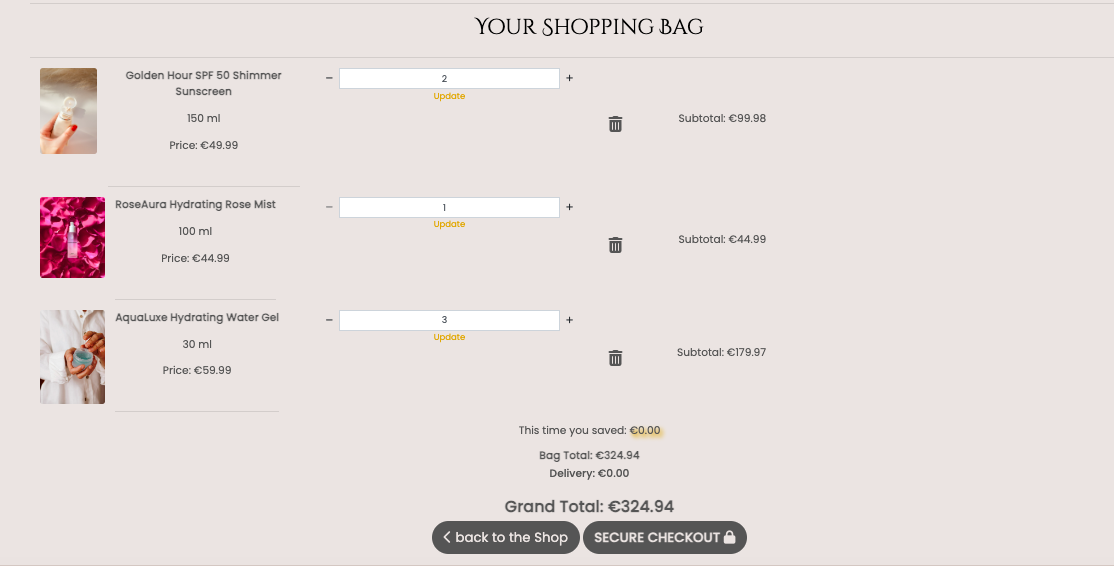 Your Shopping Bag
Golden Hour SPF 50 Shimmer
Sunscreen
150 ml
Price: €49.99
− 2 +
Update
Subtotal: €99.98
RoseAura Hydrating Rose Mist
100 ml
Price: €44.99
− 1 +
Update
Subtotal: €44.99
AquaLuxe Hydrating Water Gel
30 ml
Price: €59.99
− 3 +
Update
Subtotal: €179.97
This time you saved: €0.00
Bag Total: €324.94
Delivery: €0.00
Grand Total: €324.94
back to the Shop
SECURE CHECKOUT